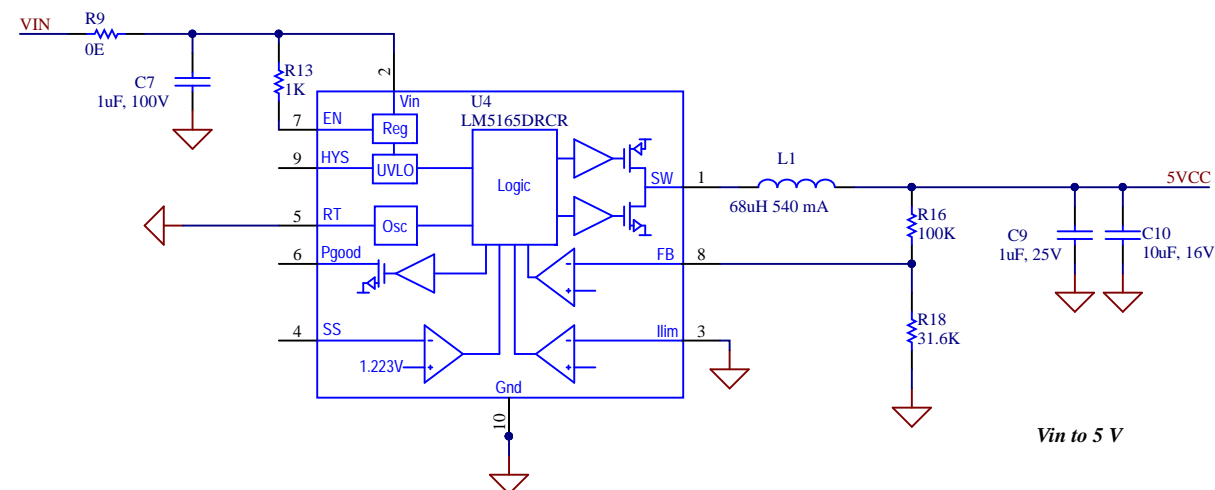 VIN
R9
0E
C7
1uF, 100V
R13
1K
2
Vin
U4
LM5165DRCR
7
EN
Reg
9
HYS
UVLO
Logic
SW
1
L1
68uH 540 mA
5VCC
5
RT
Osc
R16
100K
C9
1uF, 25V
C10
10uF, 16V
6
Pgood
FB
8
R18
31.6K
4
SS
1.223V
Ilim
3
Gnd
10
Vin to 5 V